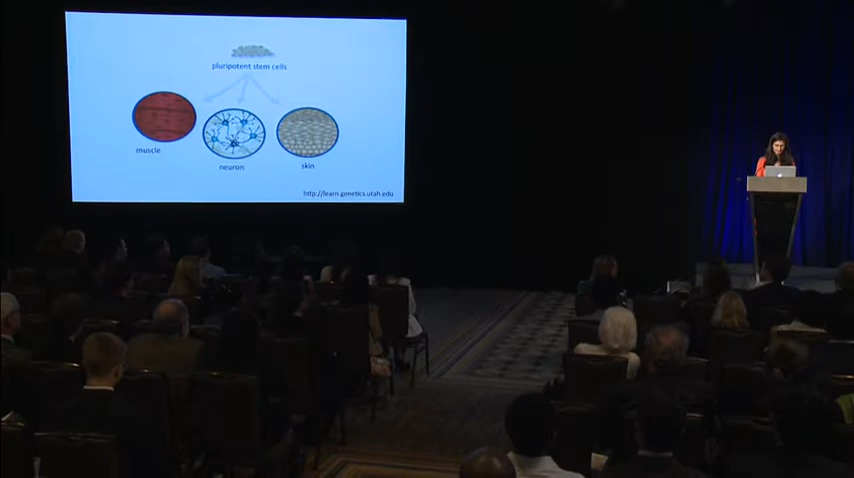 pluripotent stem cells
muscle
neuron
skin
http://learn.genetics.utah.edu